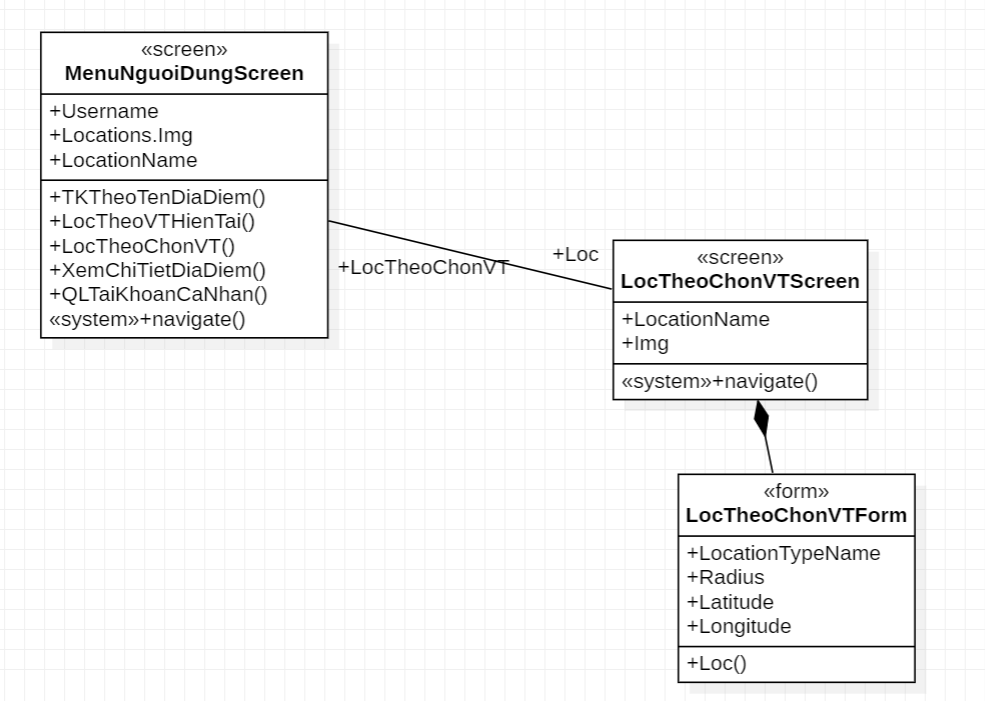 «screen»
MenuNguoiDungScreen
+Username
+Locations.Img
+LocationName
+TKTheoTenDiaDiem()
+LocTheoVTHienTai()
+LocTheoChonVT()
+XemChiTietDiaDiem()
+QLTaiKhoanCaNhan()
«system»+navigate()
+LocTheoChonVT
+Loc
«screen»
LocTheoChonVTScreen
+LocationName
+Img
«system»+navigate()
«form»
LocTheoChonVTForm
+LocationTypeName
+Radius
+Latitude
+Longitude
+Loc()